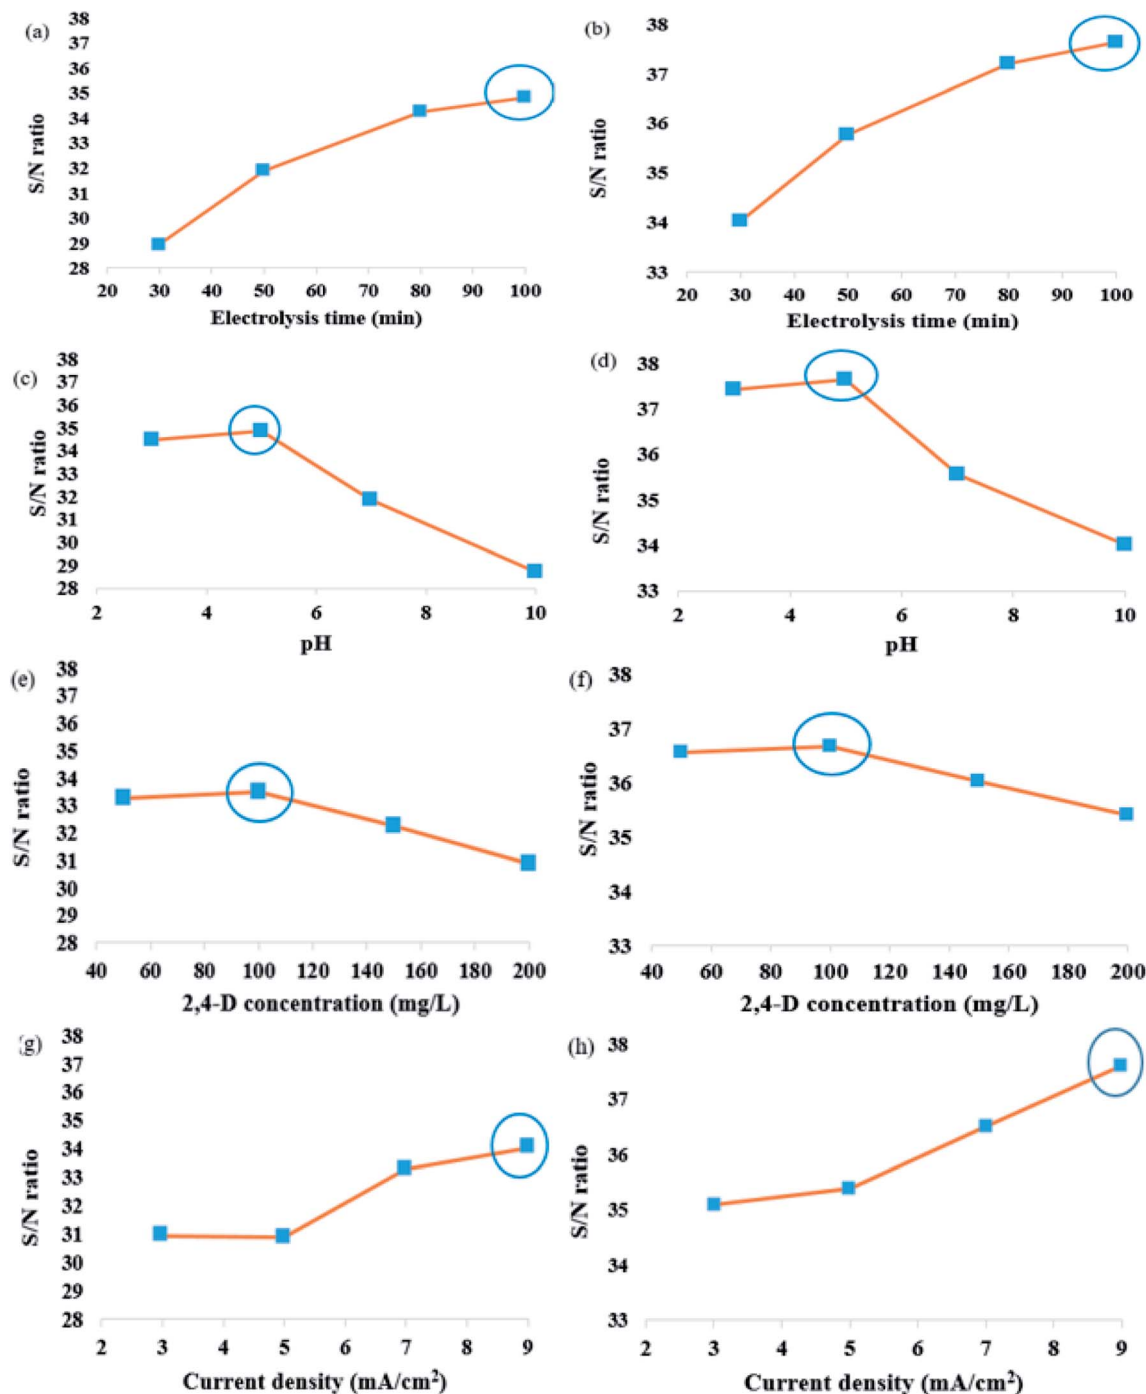 (a)
38
37
36
35
34
33
32
31
30
29
28
S/N ratio
20 30 40 50 60 70 80 90 100
Electrolysis time (min)
(b)
38
37
36
35
34
33
S/N ratio
20 30 40 50 60 70 80 90 100
Electrolysis time (min)
(c)
38
37
36
35
34
33
32
31
30
29
28
S/N ratio
2 4 6 8 10
pH
(d)
38
37
36
35
34
33
S/N ratio
2 4 6 8 10
pH
(e)
38
37
36
35
34
33
32
31
30
29
28
S/N ratio
40 60 80 100 120 140 160 180 200
2,4-D concentration (mg/L)
(f)
38
37
36
35
34
33
S/N ratio
40 60 80 100 120 140 160 180 200
2,4-D concentration (mg/L)
(g)
38
37
36
35
34
33
32
31
30
29
28
S/N ratio
2 3 4 5 6 7 8 9
Current density (mA/cm²)
(h)
38
37
36
35
34
33
S/N ratio
2 3 4 5 6 7 8 9
Current density (mA/cm²)